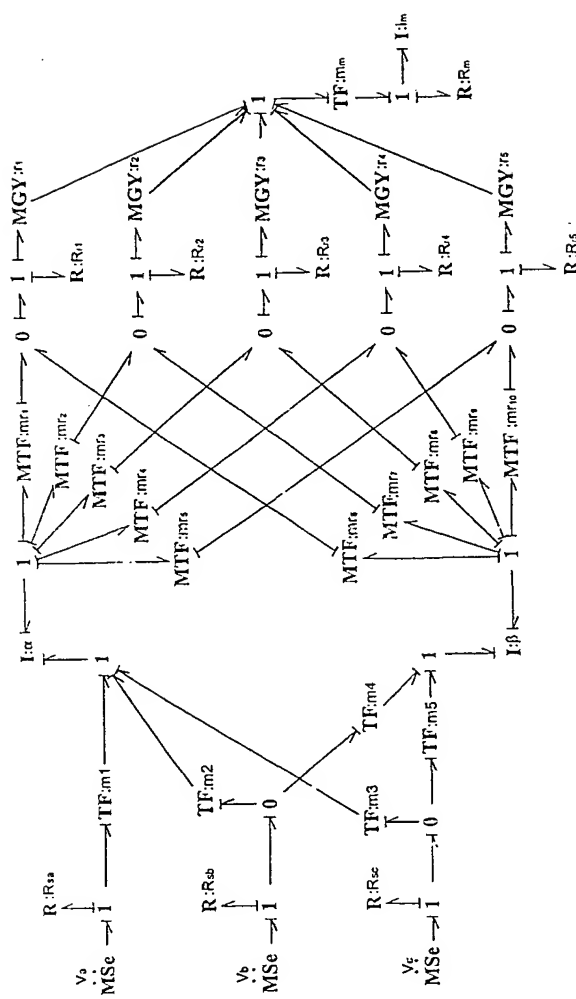 MTF:mr₁ 0 1 MGY:r₁
R:Rr1
I:α 1
MTF:mr₂
MTF:mr₃
MTF:mr₄
MTF:mr₅
0 1 MGY:r₂
R:Rr2
R:Rsa
Va
MSe 1 TF:m1 1
0 1 MGY:r₃ 1
R:Rr3
TF:mm
1 I:Im
R:Rm
TF:m2
R:Rsb
Vb
MSe 1 0
0 1 MGY:r₄
R:Rr4
MTF:mr₆
MTF:mr₇
MTF:mr₈
MTF:mr₉
TF:m4
TF:m3
R:Rsc
Vc
MSe 1 0 TF:m5 1
I:β 1 MTF:mr₁₀ 0 1 MGY:r₅
R:Rr5